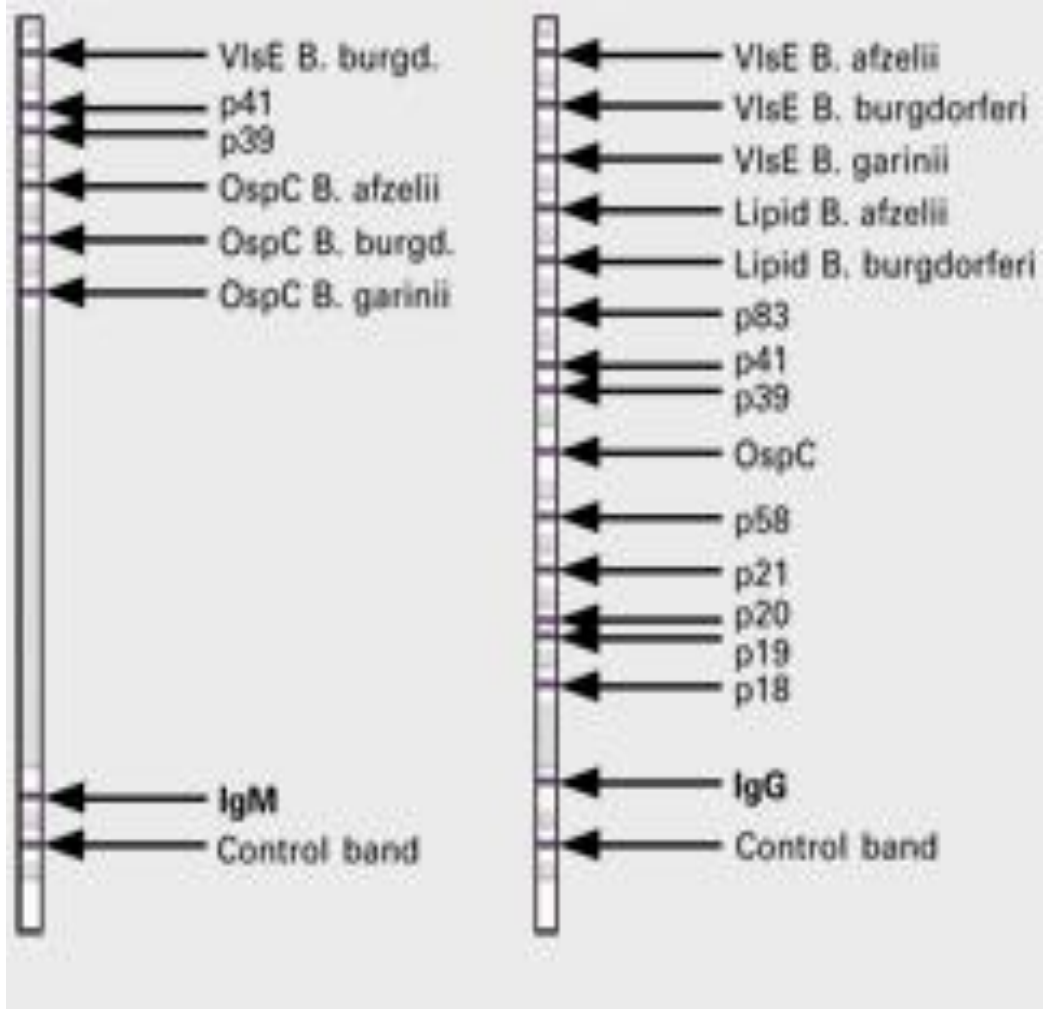 VlsE B. burgd.
p41
p39
OspC B. afzelii
OspC B. burgd.
OspC B. garinii
IgM
Control band
VlsE B. afzelii
VlsE B. burgdorferi
VlsE B. garinii
Lipid B. afzelii
Lipid B. burgdorferi
p83
p41
p39
OspC
p58
p21
p20
p19
p18
IgG
Control band